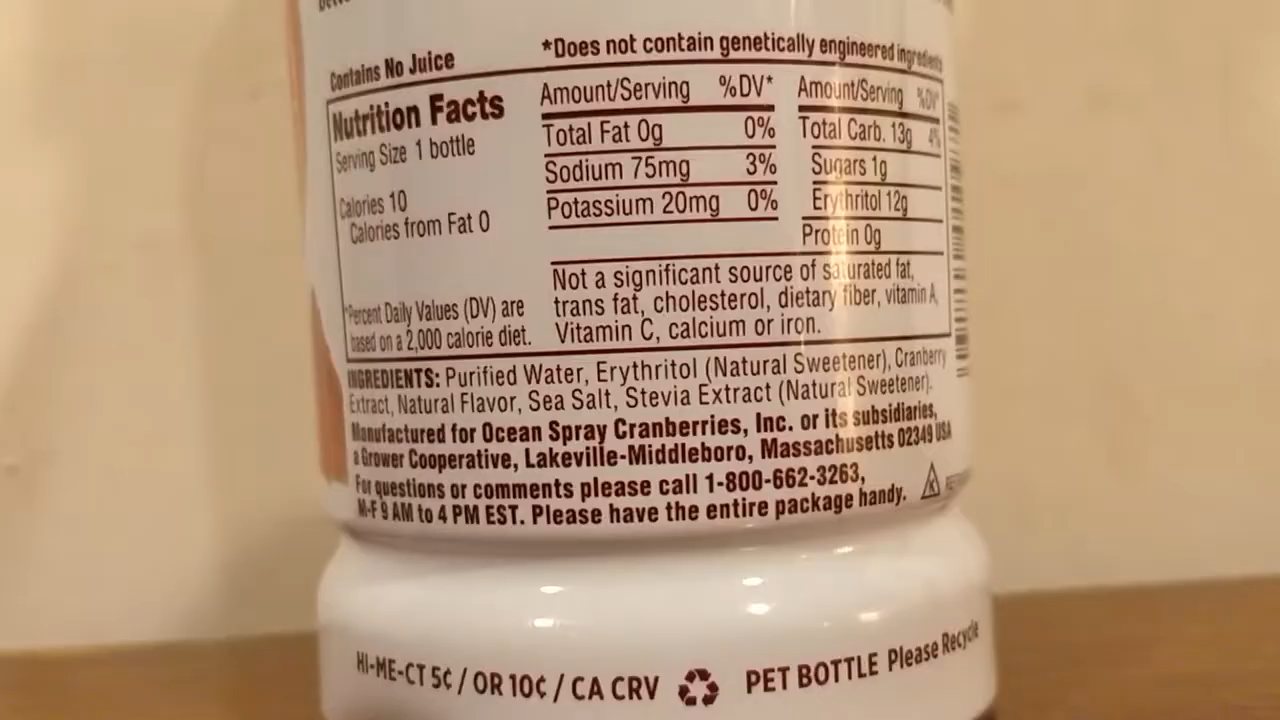 Contains No Juice
*Does not contain genetically engineered ingredients
Nutrition Facts
Serving Size 1 bottle
Calories 10
Calories from Fat 0
*Percent Daily Values (DV) are
based on a 2,000 calorie diet.
Amount/Serving %DV*
Total Fat 0g 0%
Sodium 75mg 3%
Potassium 20mg 0%
Amount/Serving %DV*
Total Carb. 13g 4%
Sugars 1g
Erythritol 12g
Protein 0g
Not a significant source of saturated fat,
trans fat, cholesterol, dietary fiber, vitamin A,
Vitamin C, calcium or iron.
INGREDIENTS: Purified Water, Erythritol (Natural Sweetener), Cranberry
Extract, Natural Flavor, Sea Salt, Stevia Extract (Natural Sweetener).
Manufactured for Ocean Spray Cranberries, Inc. or its subsidiaries,
a Grower Cooperative, Lakeville-Middleboro, Massachusetts 02349 USA
For questions or comments please call 1-800-662-3263,
M-F 9 AM to 4 PM EST. Please have the entire package handy.
K
HI-ME-CT 5¢ / OR 10¢ / CA CRV PET BOTTLE Please Recycle